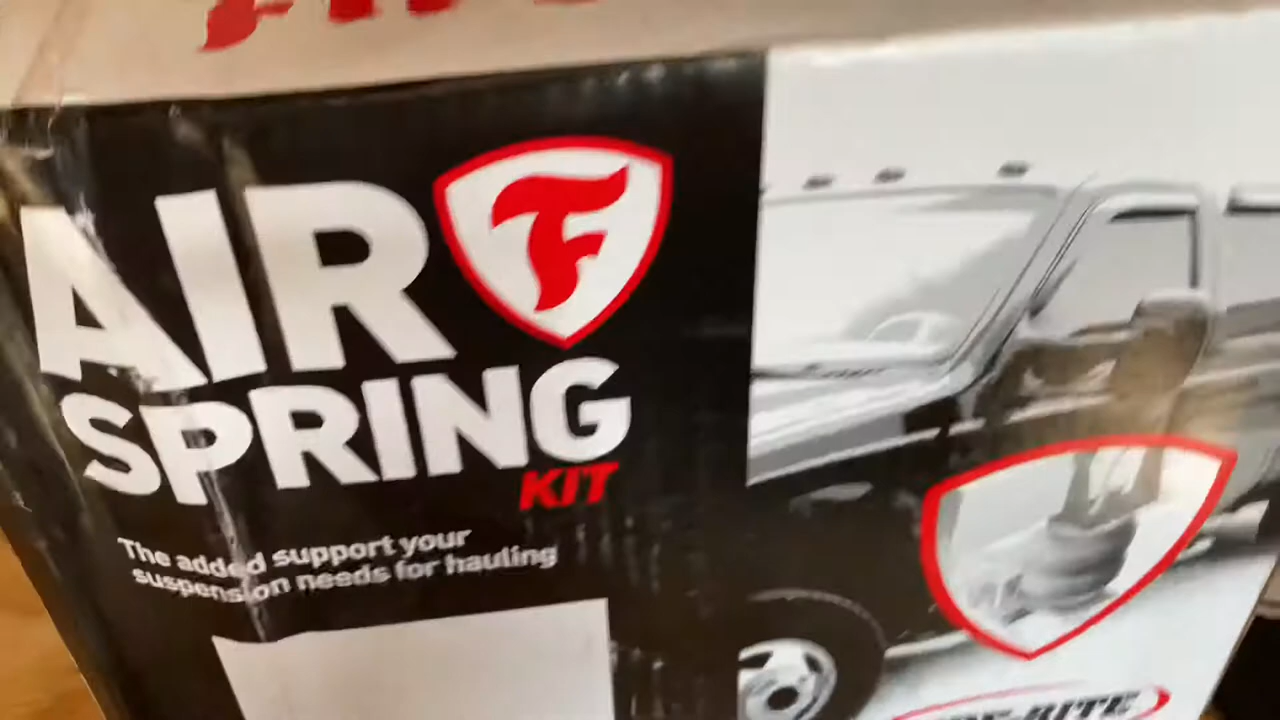 AIR
SPRING
KIT
The added support your
suspension needs for hauling